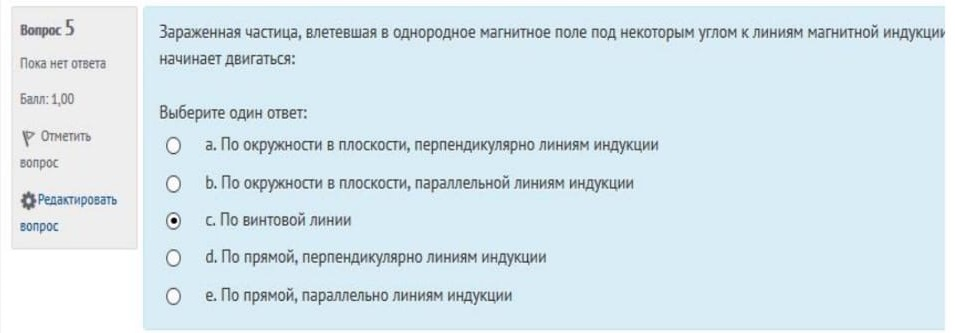 Вопрос 5
Пока нет ответа
Балл: 1,00
Отметить
вопрос
Редактировать
вопрос
Зараженная частица, влетевшая в однородное магнитное поле под некоторым углом к линиям магнитной индукции
начинает двигаться:
Выберите один ответ:
a. По окружности в плоскости, перпендикулярно линиям индукции
b. По окружности в плоскости, параллельной линиям индукции
c. По винтовой линии
d. По прямой, перпендикулярно линиям индукции
e. По прямой, параллельно линиям индукции